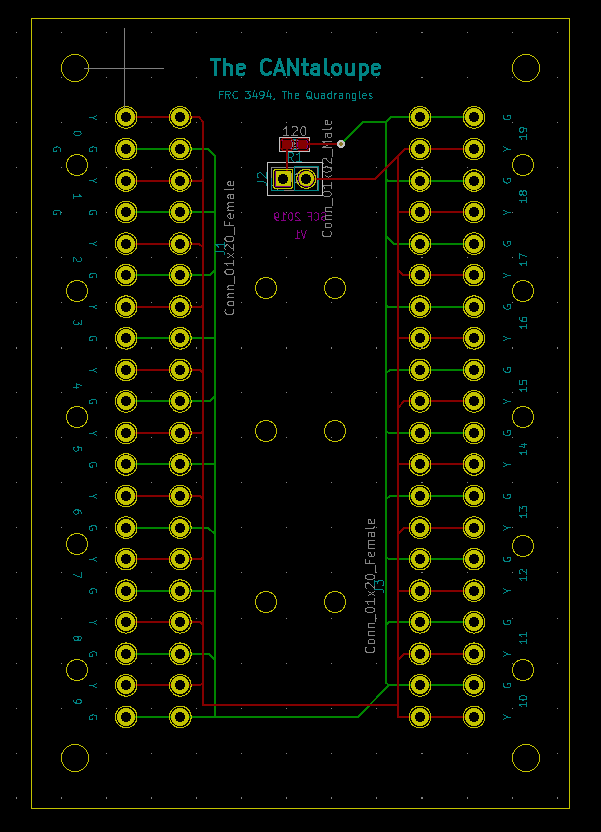 The CANtaloupe
FRC 3494, The Quadrangles
120
R1
J2
Conn_01x02_Male
2019
V1
J1
Conn_01x20_Female
J3
Conn_01x20_Female
Y
0
G
G
Y
1
G
G
Y
2
G
Y
3
G
Y
4
G
Y
5
G
Y
6
G
Y
7
G
Y
8
G
Y
9
G
G
19
Y
G
18
Y
G
17
Y
G
16
Y
G
15
Y
G
14
Y
G
13
Y
G
12
Y
G
11
Y
G
10
Y